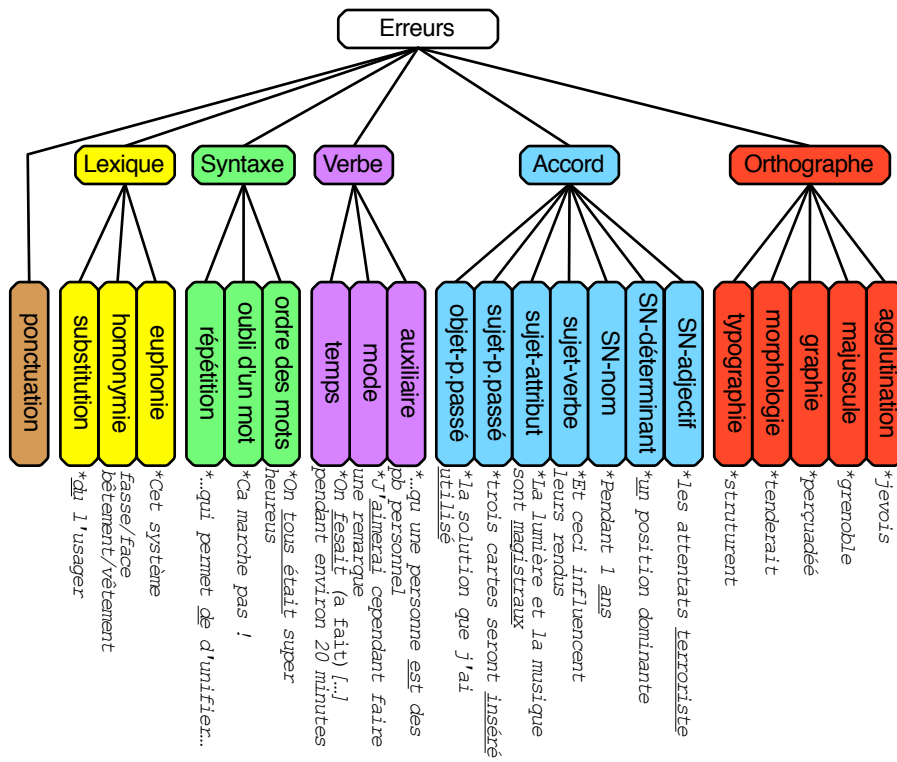 Erreurs
Lexique
Syntaxe
Verbe
Accord
Orthographe
ponctuation
substitution
homonymie
euphonie
répétition
oubli d'un mot
ordre des mots
temps
mode
auxiliaire
objet-p.passé
sujet-p.passé
sujet-attribut
sujet-verbe
SN-nom
SN-déterminant
SN-adjectif
typographie
morphologie
graphie
majuscule
agglutination
*du l'usager
fasse/face
bêtement/vêtement
*Cet système
*...qui permet de d'unifier...
*Ca marche pas !
*On tous était super
heureus
*On fesait (a fait) [...]
pendant environ 20 minutes
*J'aimerai cependant faire
une remarque
*...qu une personne est des
pb personnel
*la solution que j'ai
utilisé
*trois cartes seront inséré
*La lumière et la musique
sont magistraux
*Et ceci influencent
leurs rendus
*Pendant 1 ans
*un position dominante
*les attentats terroriste
*struturent
*tenderait
*perçuadéé
*grenoble
*jevois